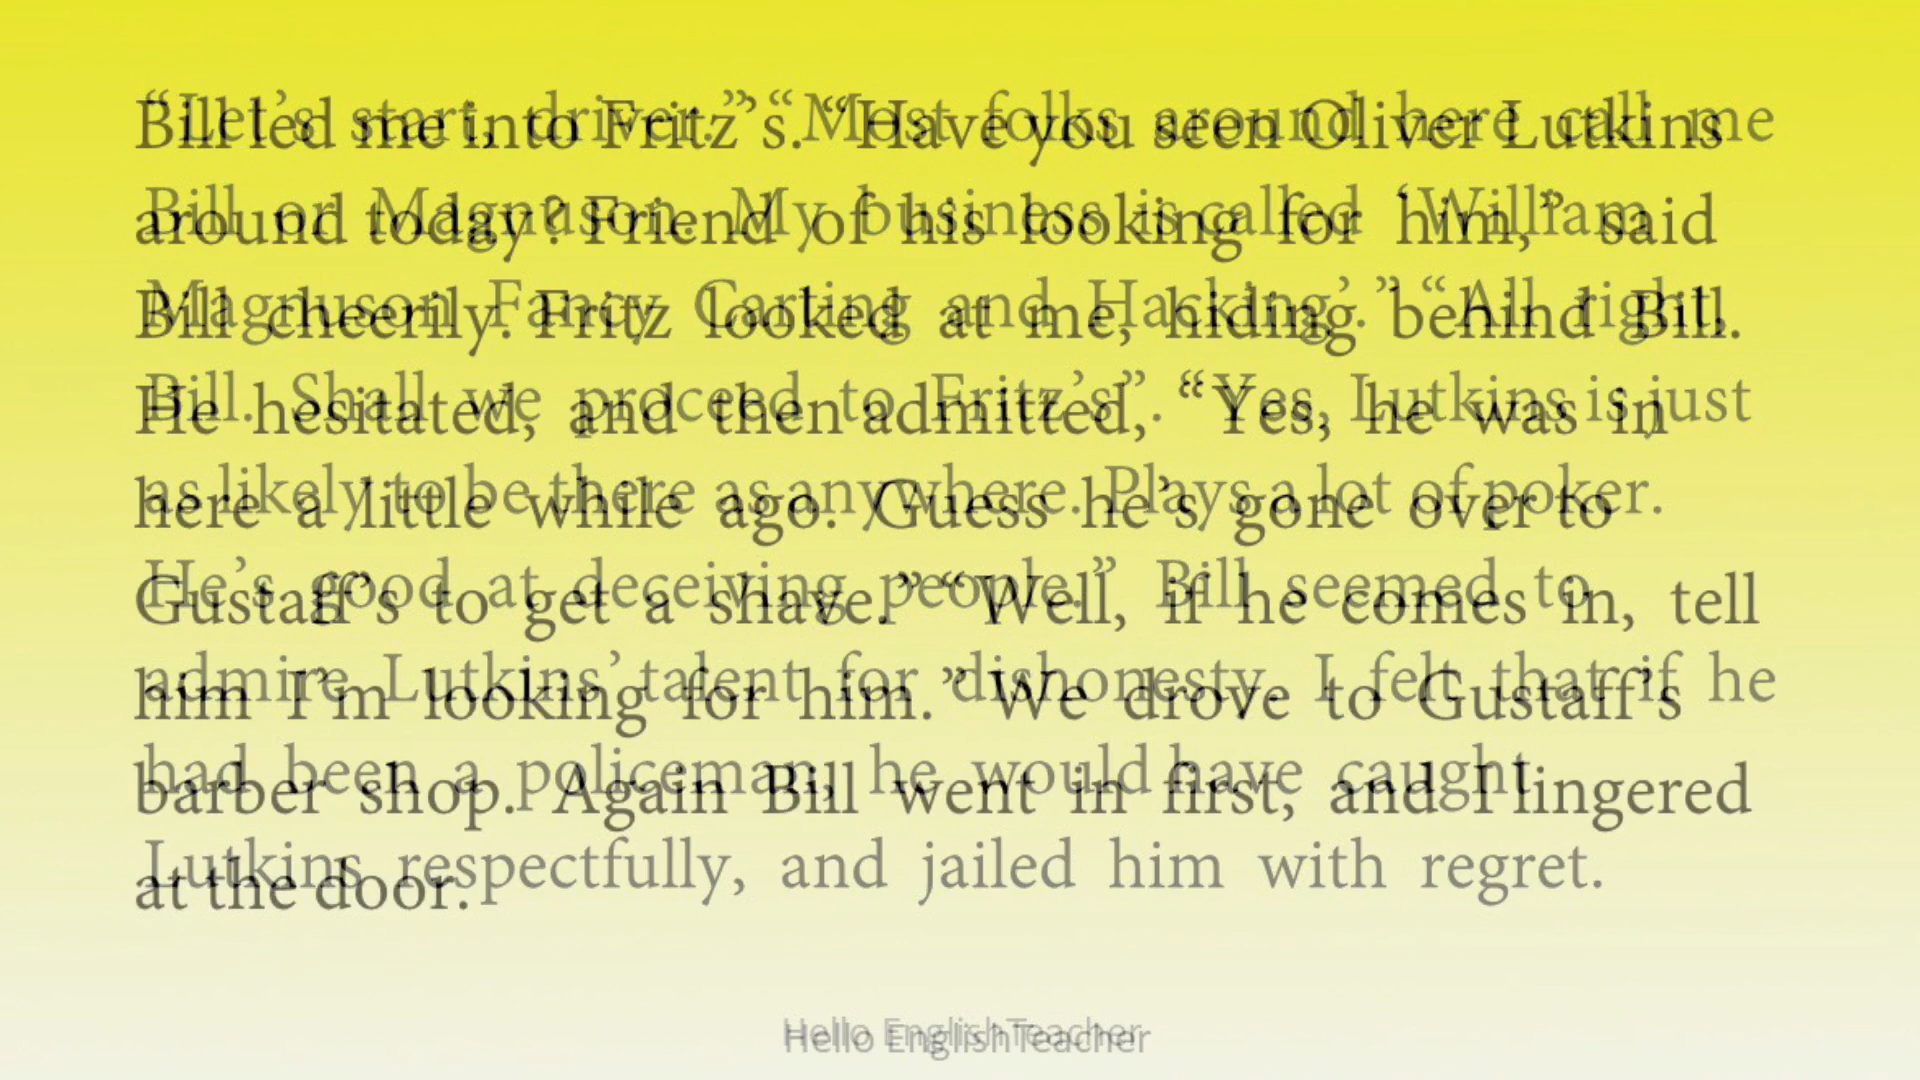 “Let’s start, driver.” “Most folks around here call me
Bill or Magnuson. My business is called ‘William
Magnuson Fancy Carting and Hacking’.” “All right,
Bill. Shall we proceed to Fritz’s”. “Yes, Lutkins is just
as likely to be there as anywhere. Plays a lot of poker.
He’s good at deceiving people.” Bill seemed to
admire Lutkins’ talent for dishonesty. I felt that if he
had been a policeman, he would have caught
Lutkins respectfully, and jailed him with regret.
Bill led me into Fritz’s. “Have you seen Oliver Lutkins
around today? Friend of his looking for him,” said
Bill cheerily. Fritz looked at me, hiding behind Bill.
He hesitated, and then admitted, “Yes, he was in
here a little while ago. Guess he’s gone over to
Gustaff’s to get a shave.” “Well, if he comes in, tell
him I’m looking for him.” We drove to Gustaff’s
barber shop. Again Bill went in first, and I lingered
at the door.
Hello EnglishTeacher
Hello EnglishTeacher